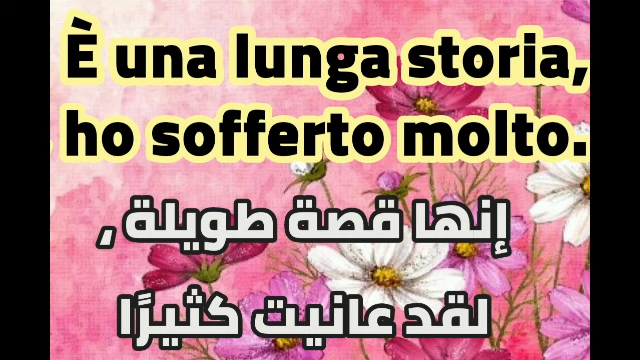 È una lunga storia,
ho sofferto molto.
إنها قصة طويلة ,
لقد عانيت كثيرًا